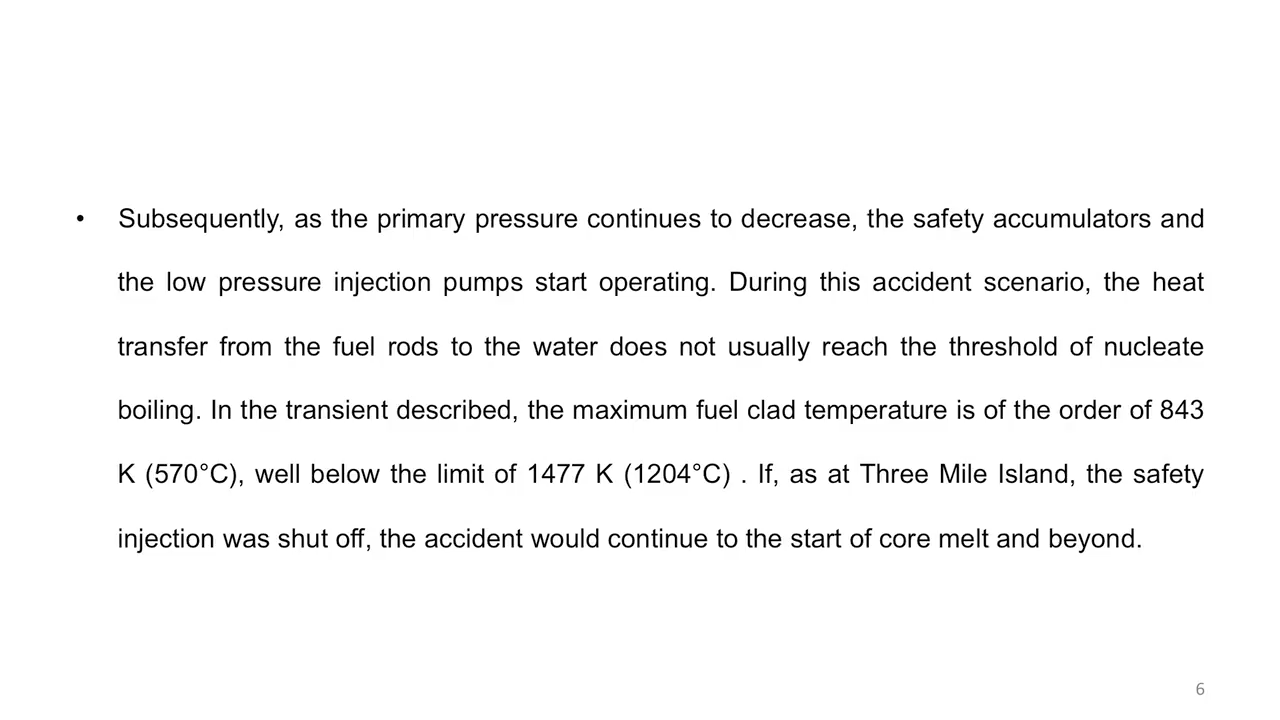 • Subsequently, as the primary pressure continues to decrease, the safety accumulators and
the low pressure injection pumps start operating. During this accident scenario, the heat
transfer from the fuel rods to the water does not usually reach the threshold of nucleate
boiling. In the transient described, the maximum fuel clad temperature is of the order of 843
K (570°C), well below the limit of 1477 K (1204°C) . If, as at Three Mile Island, the safety
injection was shut off, the accident would continue to the start of core melt and beyond.
6